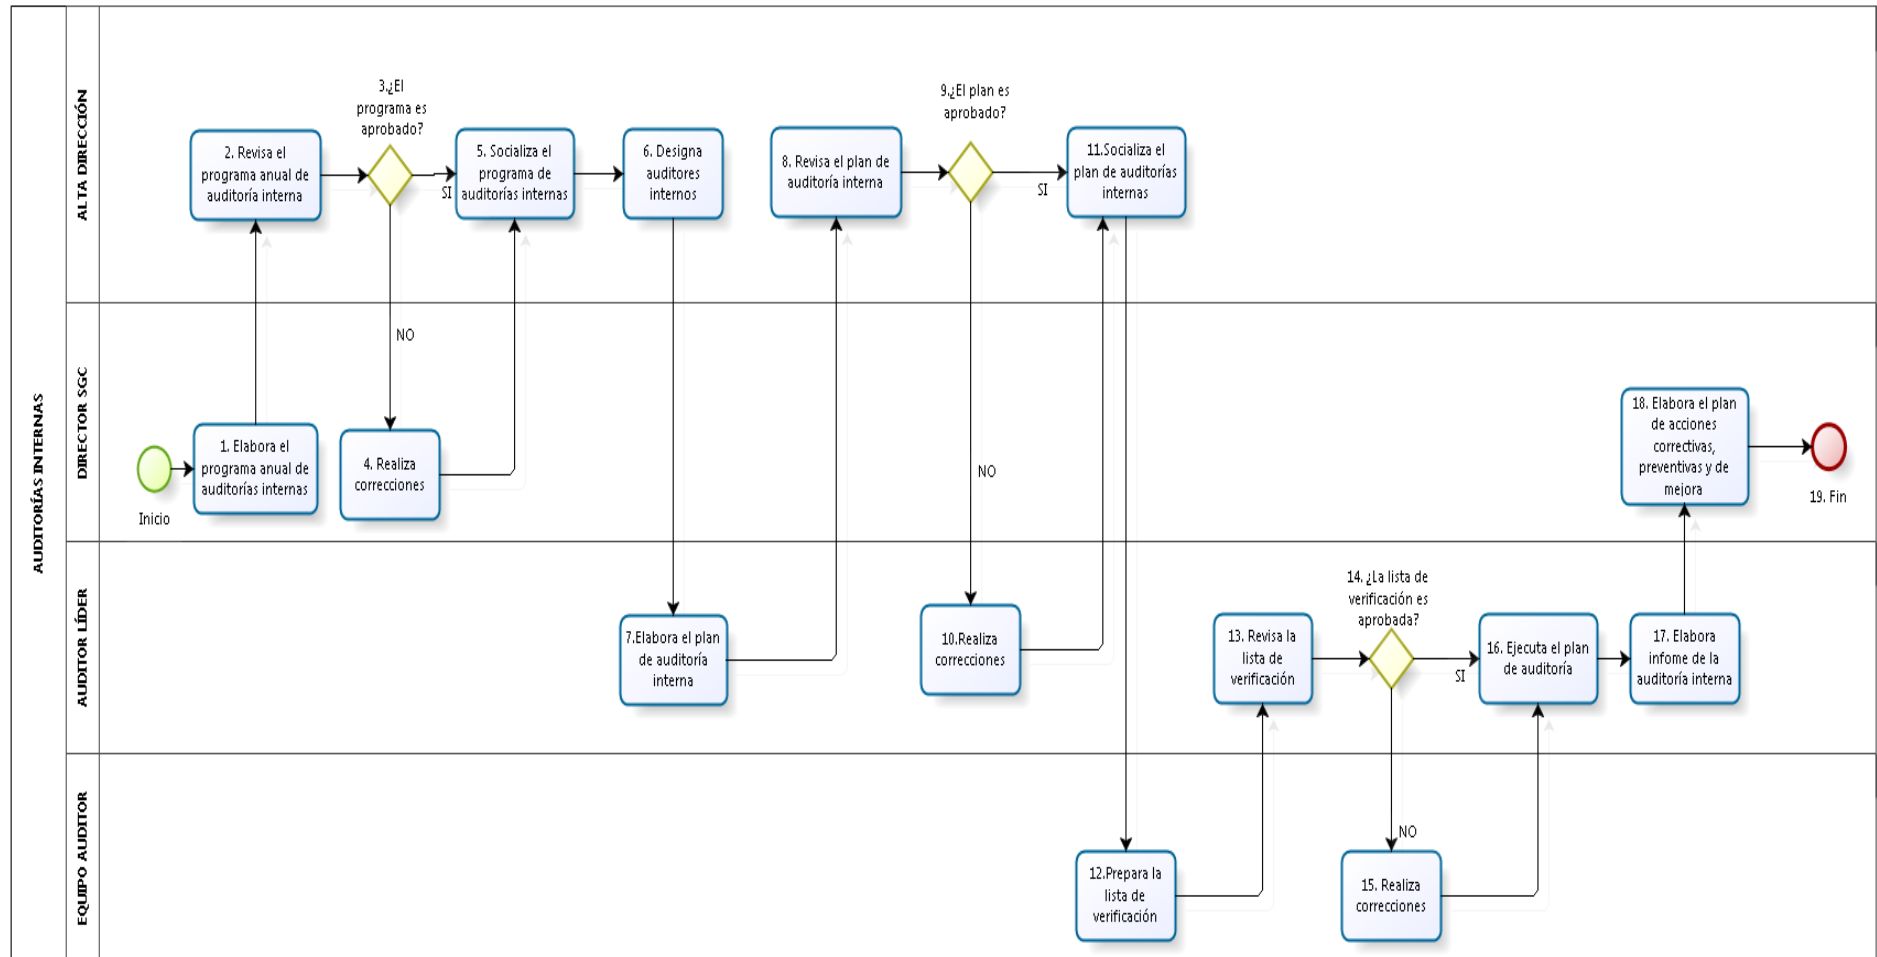 AUDITORÍAS INTERNAS
ALTA DIRECCIÓN
2. Revisa el
programa anual de
auditoría interna
3.¿El
programa es
aprobado?
SI
5. Socializa el
programa de
auditorías internas
6. Designa
auditores
internos
8. Revisa el plan de
auditoría interna
9.¿El plan es
aprobado?
SI
11.Socializa el
plan de auditorías
internas
DIRECTOR SGC
Inicio
1. Elabora el
programa anual de
auditorías internas
NO
4. Realiza
correcciones
NO
18. Elabora el plan
de acciones
correctivas,
preventivas y de
mejora
19. Fin
AUDITOR LÍDER
7.Elabora el plan
de auditoría
interna
10.Realiza
correcciones
13. Revisa la
lista de
verificación
14. ¿La lista de
verificación es
aprobada?
SI
16. Ejecuta el plan
de auditoría
17. Elabora
infome de la
auditoría interna
EQUIPO AUDITOR
12.Prepara la
lista de
verificación
NO
15. Realiza
correcciones